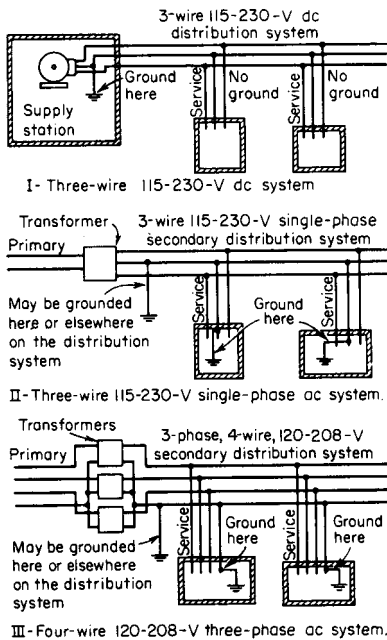 3-wire 115-230-V dc
distribution system
Ground
here
Service
No
ground
Service
No
ground
Supply
station
I- Three-wire 115-230-V dc system
Transformer
3-wire 115-230-V single-phase
secondary distribution system
Primary
May be grounded
here or elsewhere
on the distribution
system
Service
Ground
here
Service
II-Three-wire 115-230-V single-phase ac system.
Transformers
3-phase, 4-wire, 120-208-V
secondary distribution system
Primary
May be grounded
here or elsewhere
on the distribution
system
Service
Ground
here
Service
Ground
here
III-Four-wire 120-208-V three-phase ac system.